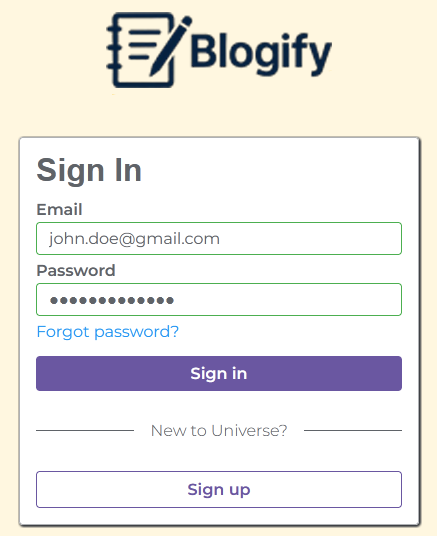 Blogify
Sign In
Email
john.doe@gmail.com
Password
●●●●●●●●●●●●●
Forgot password?
Sign in
New to Universe?
Sign up